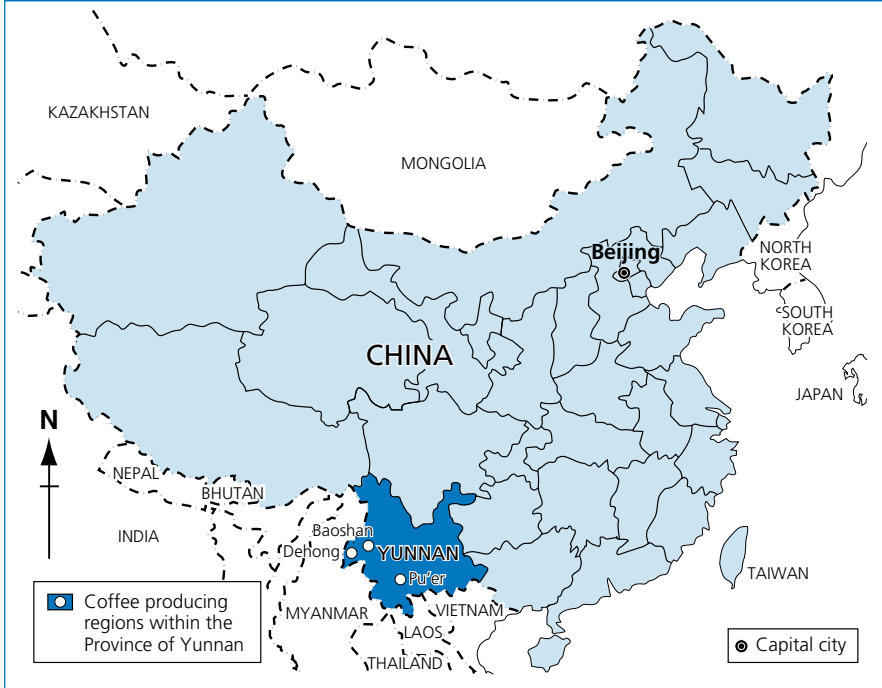 KAZAKHSTAN
MONGOLIA
Beijing
NORTH
KOREA
SOUTH
KOREA
CHINA
JAPAN
N
NEPAL
BHUTAN
INDIA
Baoshan
Dehong
YUNNAN
Pu'er
TAIWAN
MYANMAR
VIETNAM
LAOS
THAILAND
Coffee producing
regions within the
Province of Yunnan
Capital city